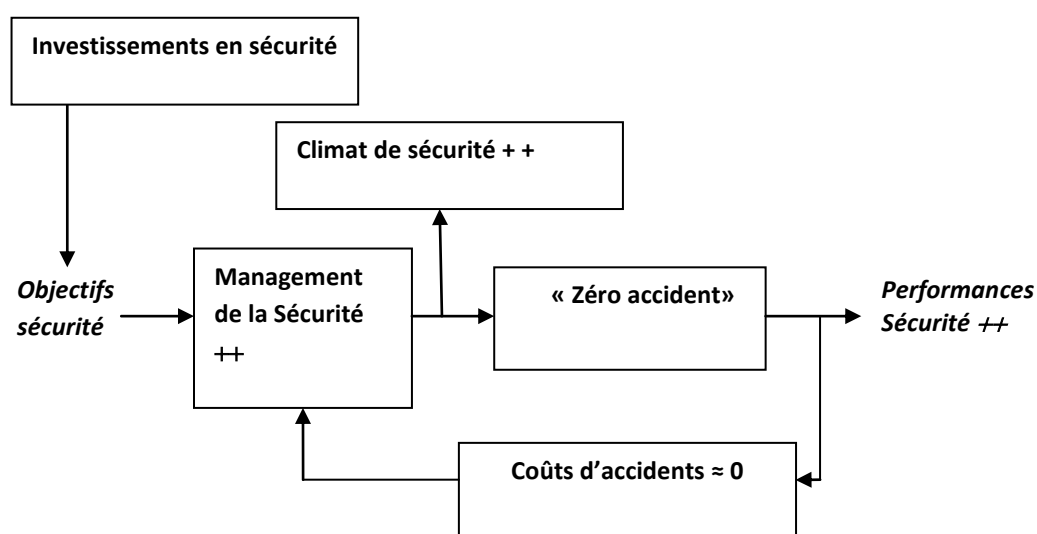 Investissements en sécurité
Climat de sécurité + +
Objectifs
sécurité
Management
de la Sécurité
++
« Zéro accident»
Performances
Sécurité ++
Coûts d’accidents ≈ 0